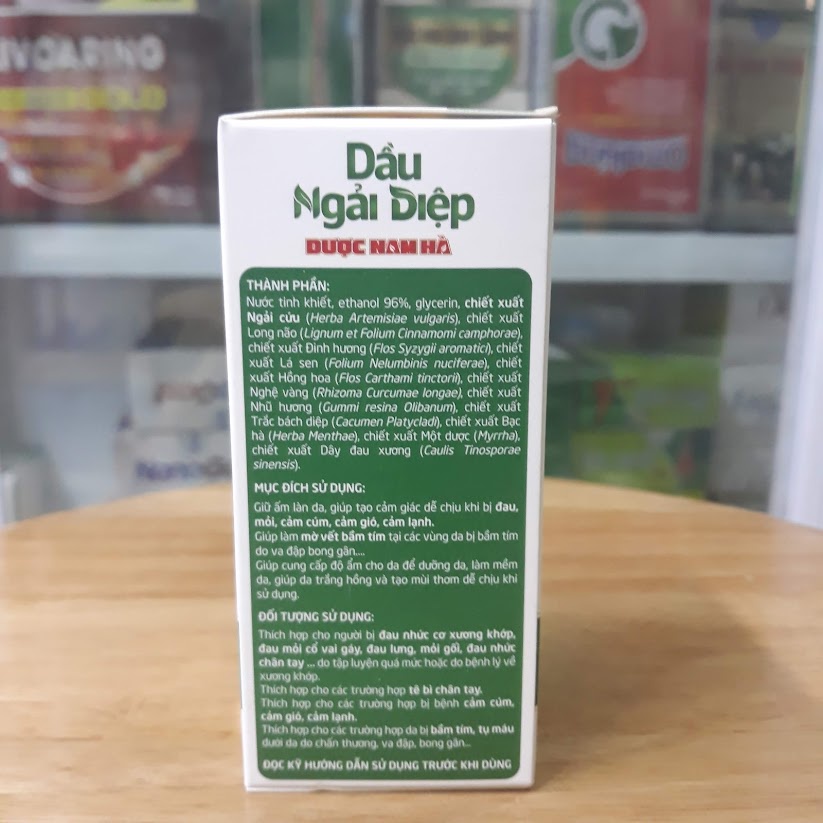 Dầu
Ngải Diệp
DƯỢC NAM HÀ
THÀNH PHẦN:
Nước tinh khiết, ethanol 96%, glycerin, chiết xuất
Ngải cứu (Herba Artemisiae vulgaris), chiết xuất
Long não (Lignum et Folium Cinnamomi camphorae),
chiết xuất Đinh hương (Flos Syzygii aromatici), chiết
xuất Lá sen (Folium Nelumbinis nuciferae), chiết
xuất Hồng hoa (Flos Carthami tinctorii), chiết xuất
Nghệ vàng (Rhizoma Curcumae longae), chiết xuất
Nhũ hương (Gummi resina Olibanum), chiết xuất
Trắc bách diệp (Cacumen Platycladi), chiết xuất Bạc
hà (Herba Menthae), chiết xuất Một dược (Myrrha),
chiết xuất Dây đau xương (Caulis Tinosporae
sinensis).
MỤC ĐÍCH SỬ DỤNG:
Giữ ấm làn da, giúp tạo cảm giác dễ chịu khi bị đau,
mỏi, cảm cúm, cảm gió, cảm lạnh.
Giúp làm mờ vết bầm tím tại các vùng da bị bầm tím
do va đập bong gân....
Giúp cung cấp độ ẩm cho da để dưỡng da, làm mềm
da, giúp da trắng hồng và tạo mùi thơm dễ chịu khi
sử dụng.
ĐỐI TƯỢNG SỬ DỤNG:
Thích hợp cho người bị đau nhức cơ xương khớp,
đau mỏi cổ vai gáy, đau lưng, mỏi gối, đau nhức
chân tay ... do tập luyện quá mức hoặc do bệnh lý về
xương khớp.
Thích hợp cho các trường hợp tê bì chân tay.
Thích hợp cho các trường hợp bị bệnh cảm cúm,
cảm gió, cảm lạnh.
Thích hợp cho các trường hợp da bị bầm tím, tụ máu
dưới da do chấn thương, va đập, bong gân...
ĐỌC KỸ HƯỚNG DẪN SỬ DỤNG TRƯỚC KHI DÙNG